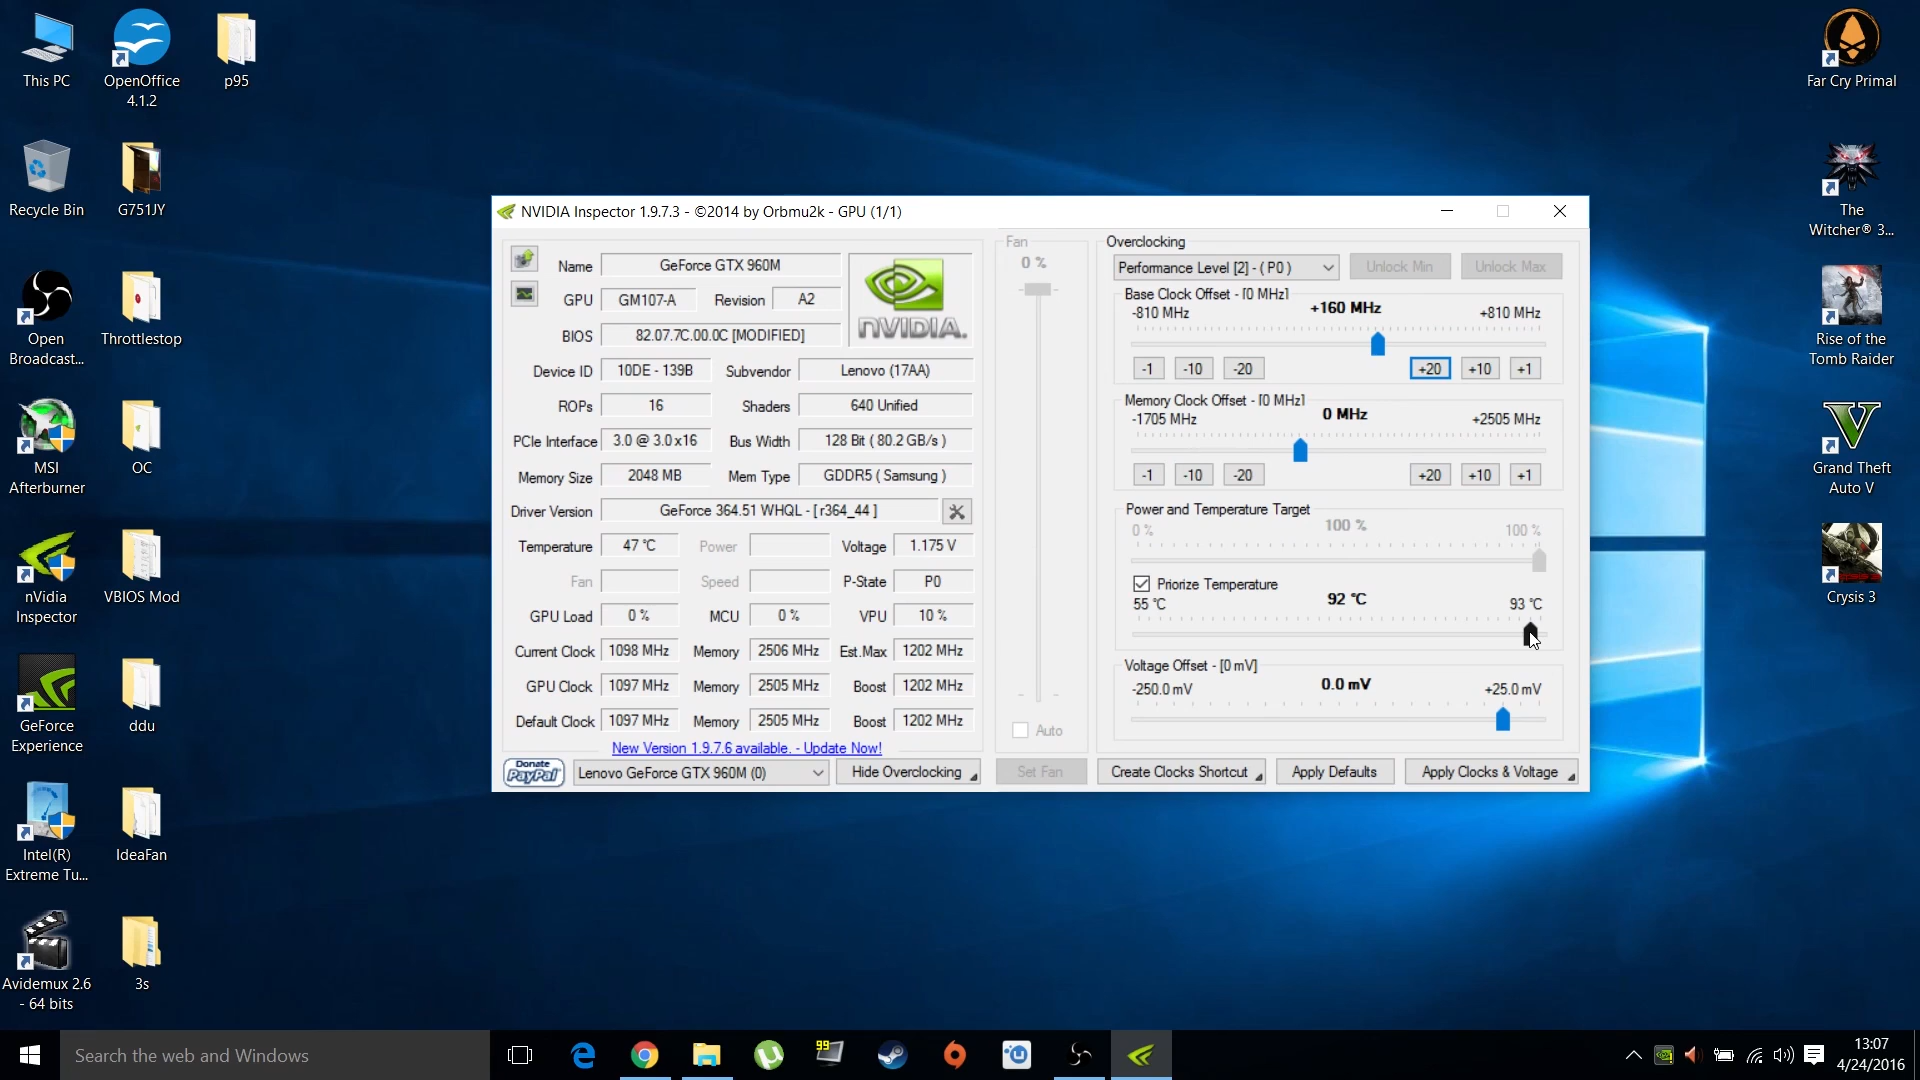 This PC
OpenOffice
4.1.2
p95
Recycle Bin
G751JY
Open
Broadcast...
Throttlestop
MSI
Afterburner
OC
nVidia
Inspector
VBIOS Mod
GeForce
Experience
ddu
Intel(R)
Extreme Tu...
IdeaFan
Avidemux 2.6
- 64 bits
3s
NVIDIA Inspector 1.9.7.3 - ©2014 by Orbmu2k - GPU (1/1)
Name GeForce GTX 960M
GPU GM107-A Revision A2
BIOS 82.07.7C.00.0C [MODIFIED]
NVIDIA.
Device ID 10DE - 139B Subvendor Lenovo (17AA)
ROPs 16 Shaders 640 Unified
PCIe Interface 3.0 @ 3.0 x16 Bus Width 128 Bit ( 80.2 GB/s )
Memory Size 2048 MB Mem Type GDDR5 ( Samsung )
Driver Version GeForce 364.51 WHQL - [ r364_44 ]
Temperature 47 °C Power Voltage 1.175 V
Fan Speed P-State P0
GPU Load 0 % MCU 0 % VPU 10 %
Current Clock 1098 MHz Memory 2506 MHz Est.Max 1202 MHz
GPU Clock 1097 MHz Memory 2505 MHz Boost 1202 MHz
Default Clock 1097 MHz Memory 2505 MHz Boost 1202 MHz
New Version 1.9.7.6 available. - Update Now!
Donate
PayPal
Lenovo GeForce GTX 960M (0) Hide Overclocking
Fan
0 %
Auto
Set Fan
Overclocking
Performance Level [2] - ( P0 ) Unlock Min Unlock Max
Base Clock Offset - [0 MHz]
-810 MHz +160 MHz +810 MHz
-1 -10 -20 +20 +10 +1
Memory Clock Offset - [0 MHz]
-1705 MHz 0 MHz +2505 MHz
-1 -10 -20 +20 +10 +1
Power and Temperature Target
0 % 100 % 100 %
Priorize Temperature
55 °C 92 °C 93 °C
Voltage Offset - [0 mV]
-250.0 mV 0.0 mV +25.0 mV
Create Clocks Shortcut Apply Defaults Apply Clocks & Voltage
Far Cry Primal
The
Witcher® 3...
Rise of the
Tomb Raider
Grand Theft
Auto V
Crysis 3
Search the web and Windows
99
13:07
4/24/2016